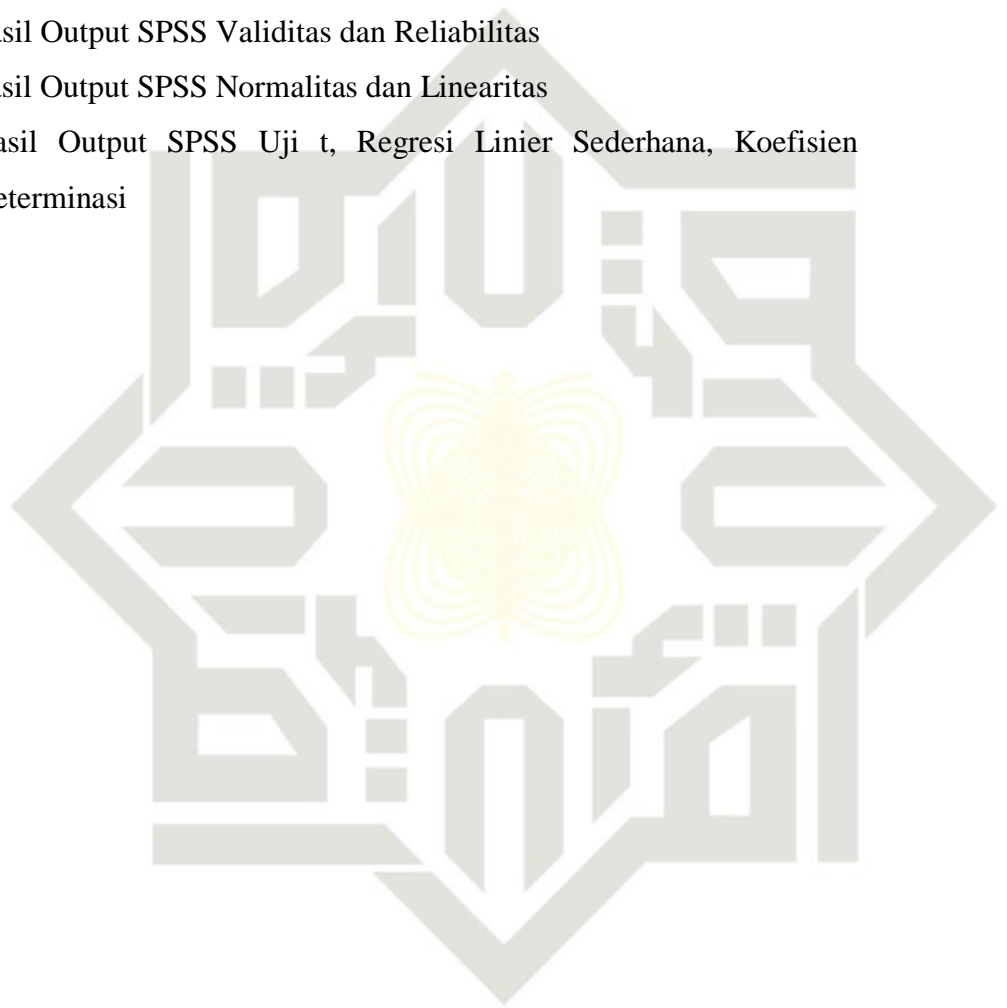 asil Output SPSS Validitas dan Reliabilitas
asil Output SPSS Normalitas dan Linearitas
asil Output SPSS Uji t, Regresi Linier Sederhana, Koefisien
eterminasi